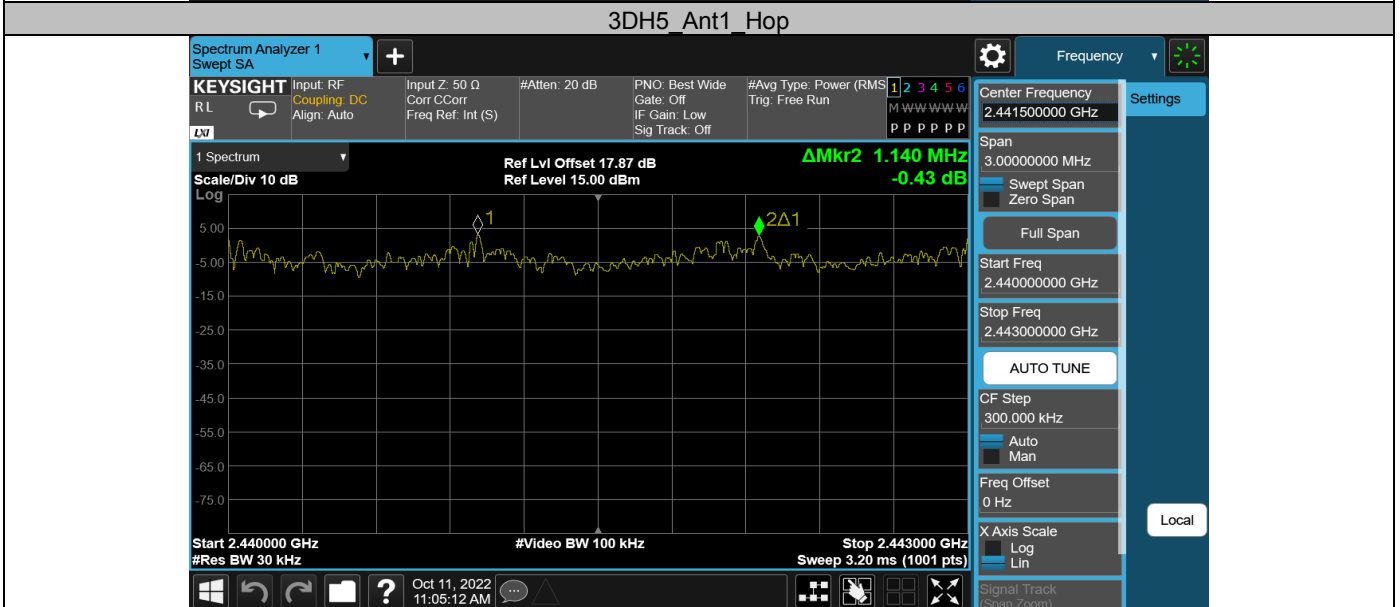 3DH5_Ant1_Hop
Spectrum Analyzer 1
Swept SA
+
Frequency
KEYSIGHT
R L
LXI
Input: RF
Coupling: DC
Align: Auto
Input Z: 50 Ω
Corr CCorr
Freq Ref: Int (S)
#Atten: 20 dB
PNO: Best Wide
Gate: Off
IF Gain: Low
Sig Track: Off
#Avg Type: Power (RMS
Trig: Free Run
1 2 3 4 5 6
M W W W W W
P P P P P P
1 Spectrum
Scale/Div 10 dB
Log
Ref Lvl Offset 17.87 dB
Ref Level 15.00 dBm
ΔMkr2 1.140 MHz
-0.43 dB
1
2Δ1
5.00
-5.00
-15.0
-25.0
-35.0
-45.0
-55.0
-65.0
-75.0
Start 2.440000 GHz
#Res BW 30 kHz
#Video BW 100 kHz
Stop 2.443000 GHz
Sweep 3.20 ms (1001 pts)
?
Oct 11, 2022
11:05:12 AM
Center Frequency
2.441500000 GHz
Span
3.00000000 MHz
Swept Span
Zero Span
Full Span
Start Freq
2.440000000 GHz
Stop Freq
2.443000000 GHz
AUTO TUNE
CF Step
300.000 kHz
Auto
Man
Freq Offset
0 Hz
X Axis Scale
Log
Lin
Signal Track
(Span Zoom)
Settings
Local